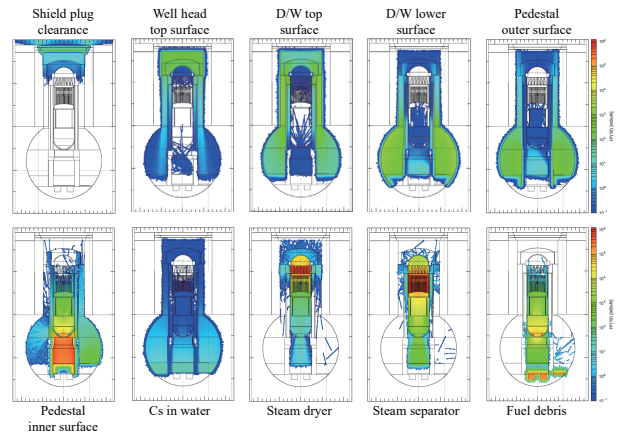 Shield plug
clearance
Well head
top surface
D/W top
surface
D/W lower
surface
Pedestal
outer surface
Pedestal
inner surface
Cs in water
Steam dryer
Steam separator
Fuel debris